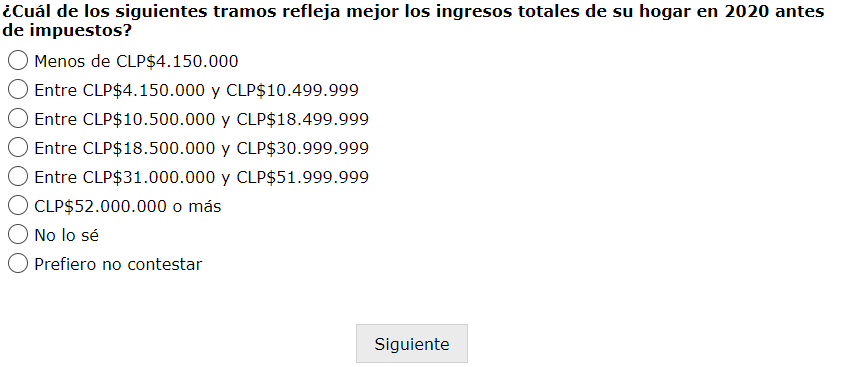 ¿Cuál de los siguientes tramos refleja mejor los ingresos totales de su hogar en 2020 antes
de impuestos?
Menos de CLP$4.150.000
Entre CLP$4.150.000 y CLP$10.499.999
Entre CLP$10.500.000 y CLP$18.499.999
Entre CLP$18.500.000 y CLP$30.999.999
Entre CLP$31.000.000 y CLP$51.999.999
CLP$52.000.000 o más
No lo sé
Prefiero no contestar
Siguiente